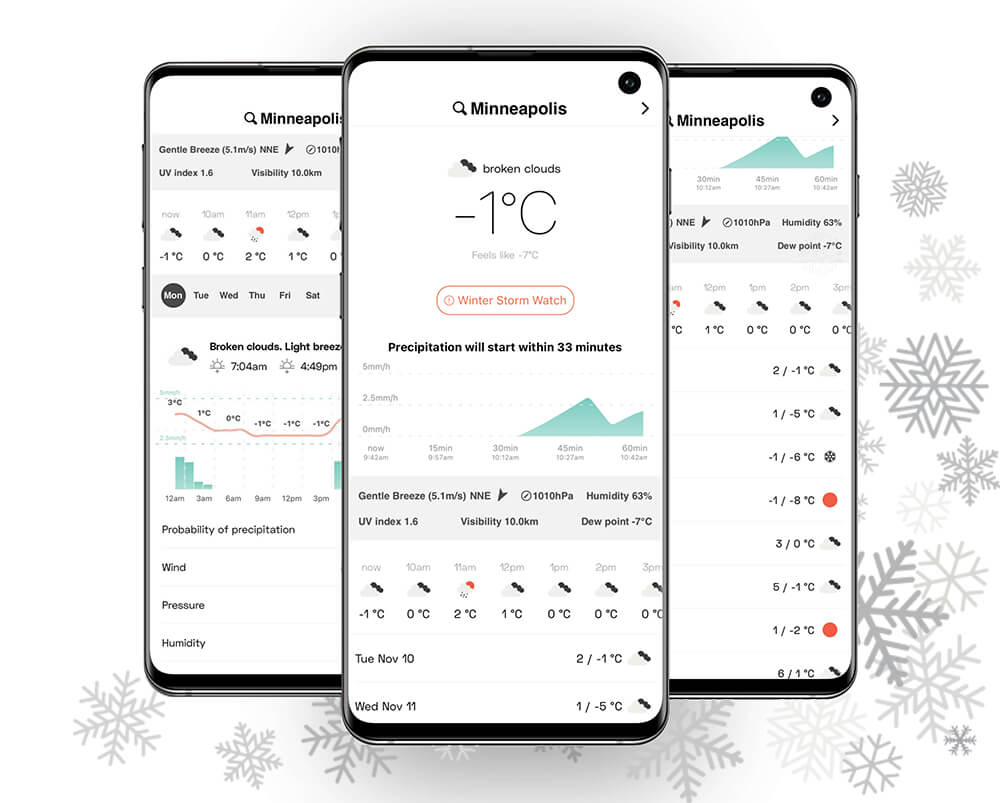 Minneapolis
Gentle Breeze (5.1m/s) NNE 1010h
UV index 1.6 Visibility 10.0km
now 10am 11am 12pm
-1 °C 0 °C 2 °C 1 °C 0
Mon Tue Wed Thu Fri Sat
Broken clouds. Light breeze
7:04am 4:49pm
5mm/h
3°C 1°C 0°C -1°C -1°C -1°C
2.5mm/h
12am 3am 6am 9am 12pm 3pm
Probability of precipitation
Wind
Pressure
Humidity
Minneapolis
broken clouds
-1°C
Feels like -7°C
Winter Storm Watch
Precipitation will start within 33 minutes
5mm/h
2.5mm/h
0mm/h
now 15min 30min 45min 60min
9:42am 9:57am 10:12am 10:27am 10:42am
Gentle Breeze (5.1m/s) NNE 1010hPa Humidity 63%
UV index 1.6 Visibility 10.0km Dew point -7°C
now 10am 11am 12pm 1pm 2pm 3pm
-1 °C 0 °C 2 °C 1 °C 0 °C 0 °C 0 °C
Tue Nov 10 2 / -1 °C
Wed Nov 11 1 / -5 °C
Minneapolis
30min 45min 60min
10:12am 10:27am 10:42am
) NNE 1010hPa Humidity 63%
Visibility 10.0km Dew point -7°C
am 12pm 1pm 2pm 3pm
°C 1 °C 0 °C 0 °C 0 °C
2 / -1 °C
1 / -5 °C
-1 / -6 °C
-1 / -8 °C
3 / 0 °C
5 / -1 °C
1 / -2 °C
6 / 1 °C